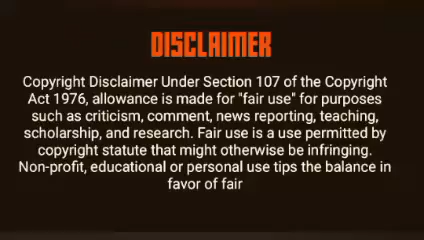 DISCLAIMER
Copyright Disclaimer Under Section 107 of the Copyright
Act 1976, allowance is made for "fair use" for purposes
such as criticism, comment, news reporting, teaching,
scholarship, and research. Fair use is a use permitted by
copyright statute that might otherwise be infringing.
Non-profit, educational or personal use tips the balance in
favor of fair